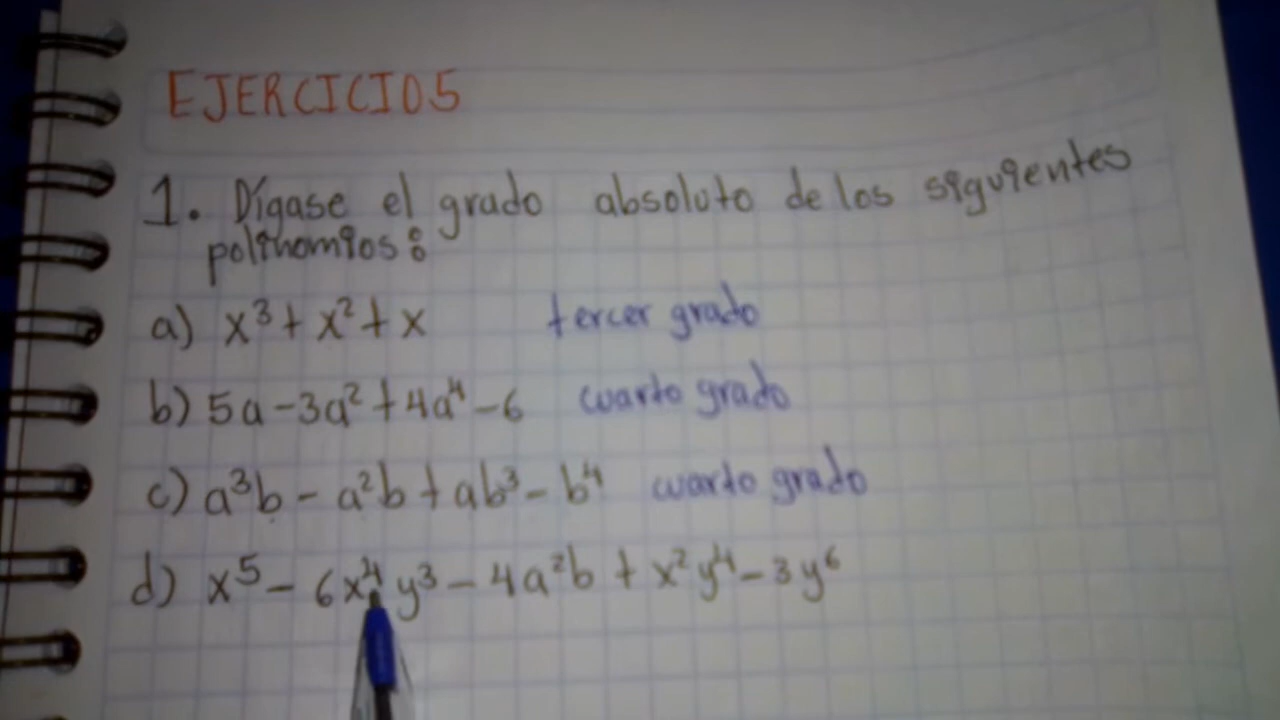 EJERCICIOS
1. Dígase el grado absoluto de los siguientes
polinomios:
a) x³ + x² + x tercer grado
b) 5a - 3a² + 4a⁴ - 6 cuarto grado
c) a³b - a²b + ab³ - b⁴ cuarto grado
d) x⁵ - 6x⁴y³ - 4a²b + x²y⁴ - 3y⁶